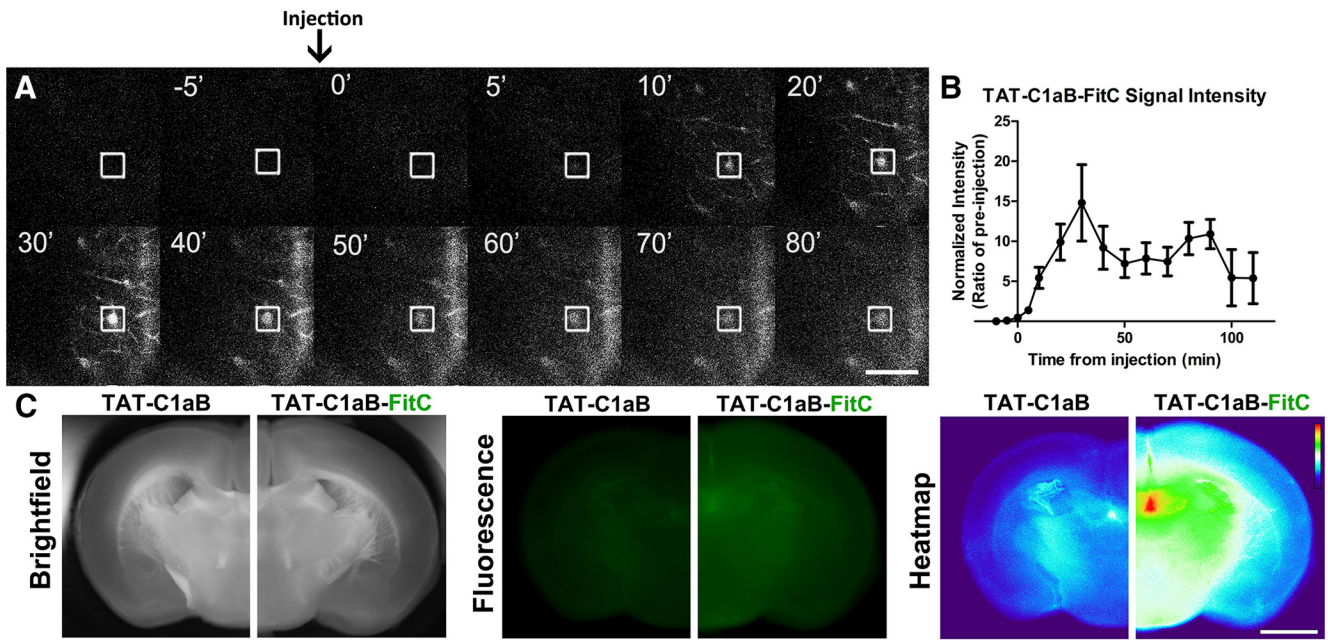 Injection
A
-5’
0’
5’
10’
20’
30’
40’
50’
60’
70’
80’
B
TAT-C1aB-FitC Signal Intensity
Normalized Intensity
(Ratio of pre-injection)
25
20
15
10
5
0
50
100
Time from injection (min)
C
TAT-C1aB
TAT-C1aB-FitC
Brightfield
TAT-C1aB
TAT-C1aB-FitC
Fluorescence
TAT-C1aB
TAT-C1aB-FitC
Heatmap